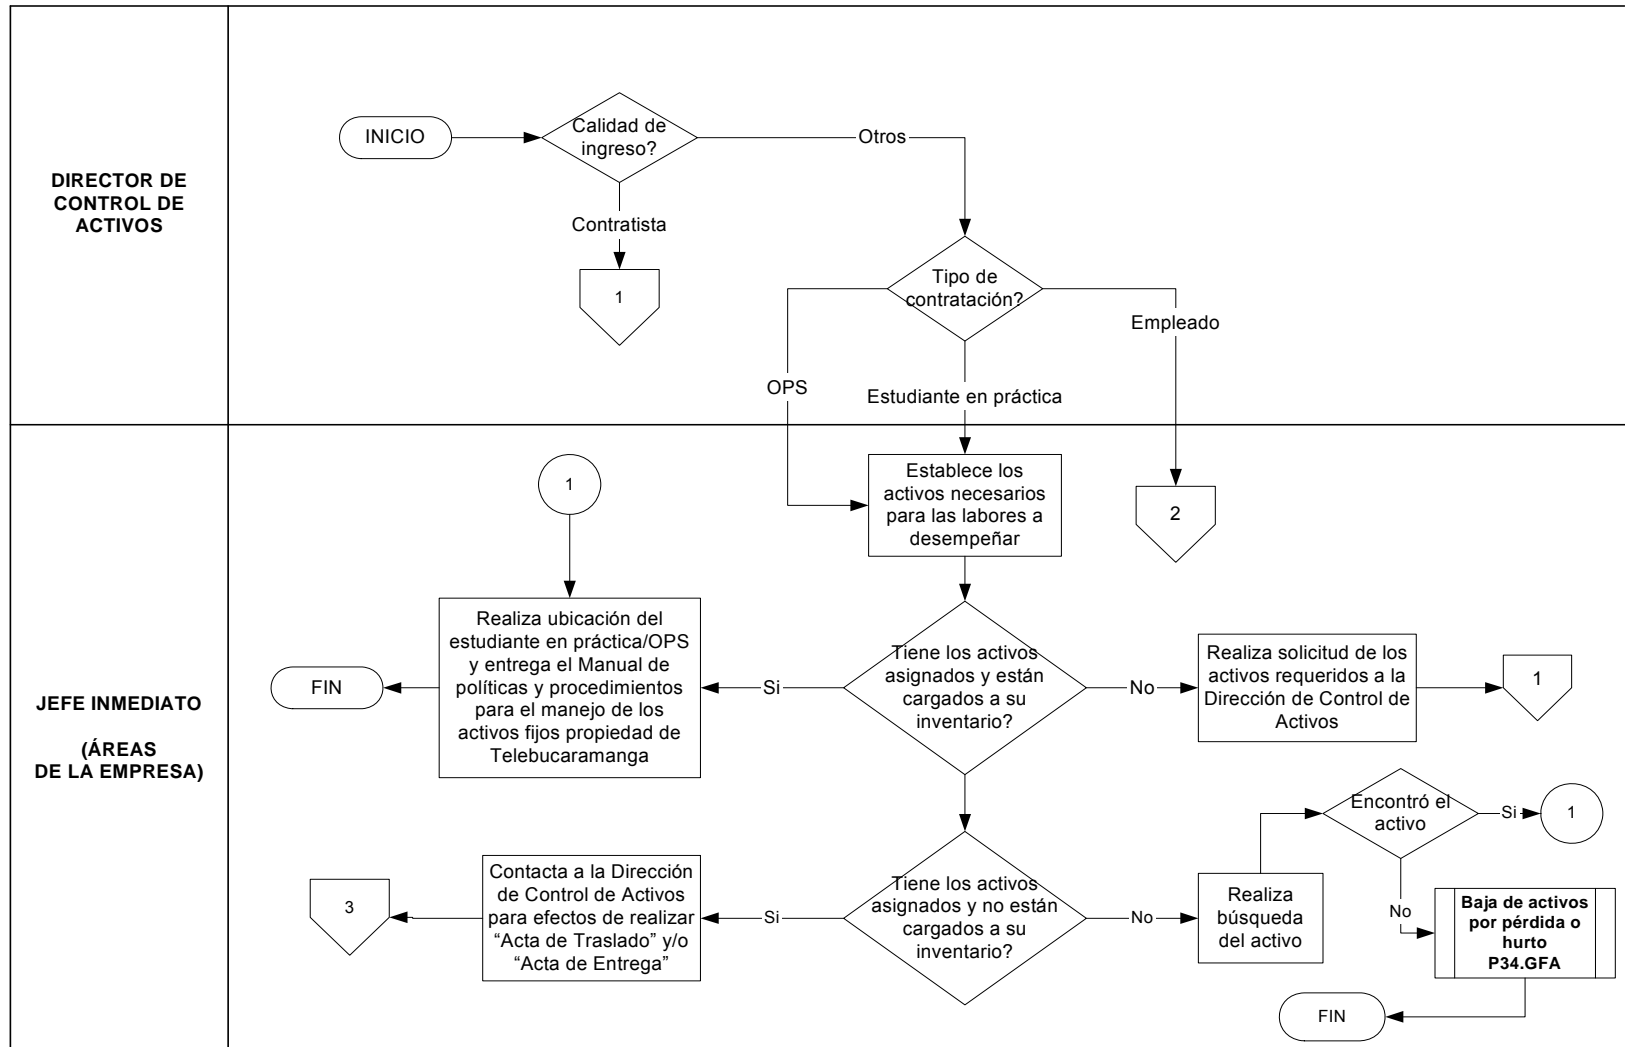 DIRECTOR DE
CONTROL DE
ACTIVOS
INICIO
Calidad de
ingreso?
Otros
Contratista
1
Tipo de
contratación?
Empleado
OPS
Estudiante en práctica
JEFE INMEDIATO
(ÁREAS
DE LA EMPRESA)
1
Establece los
activos necesarios
para las labores a
desempeñar
2
Realiza ubicación del
estudiante en práctica/OPS
y entrega el Manual de
políticas y procedimientos
para el manejo de los
activos fijos propiedad de
Telebucaramanga
FIN
Si
Tiene los activos
asignados y están
cargados a su
inventario?
No
Realiza solicitud de los
activos requeridos a la
Dirección de Control de
Activos
1
Encontró el
activo
Si
1
3
Contacta a la Dirección
de Control de Activos
para efectos de realizar
“Acta de Traslado” y/o
“Acta de Entrega”
Si
Tiene los activos
asignados y no están
cargados a su
inventario?
No
Realiza
búsqueda
del activo
No
Baja de activos
por pérdida o
hurto
P34.GFA
FIN